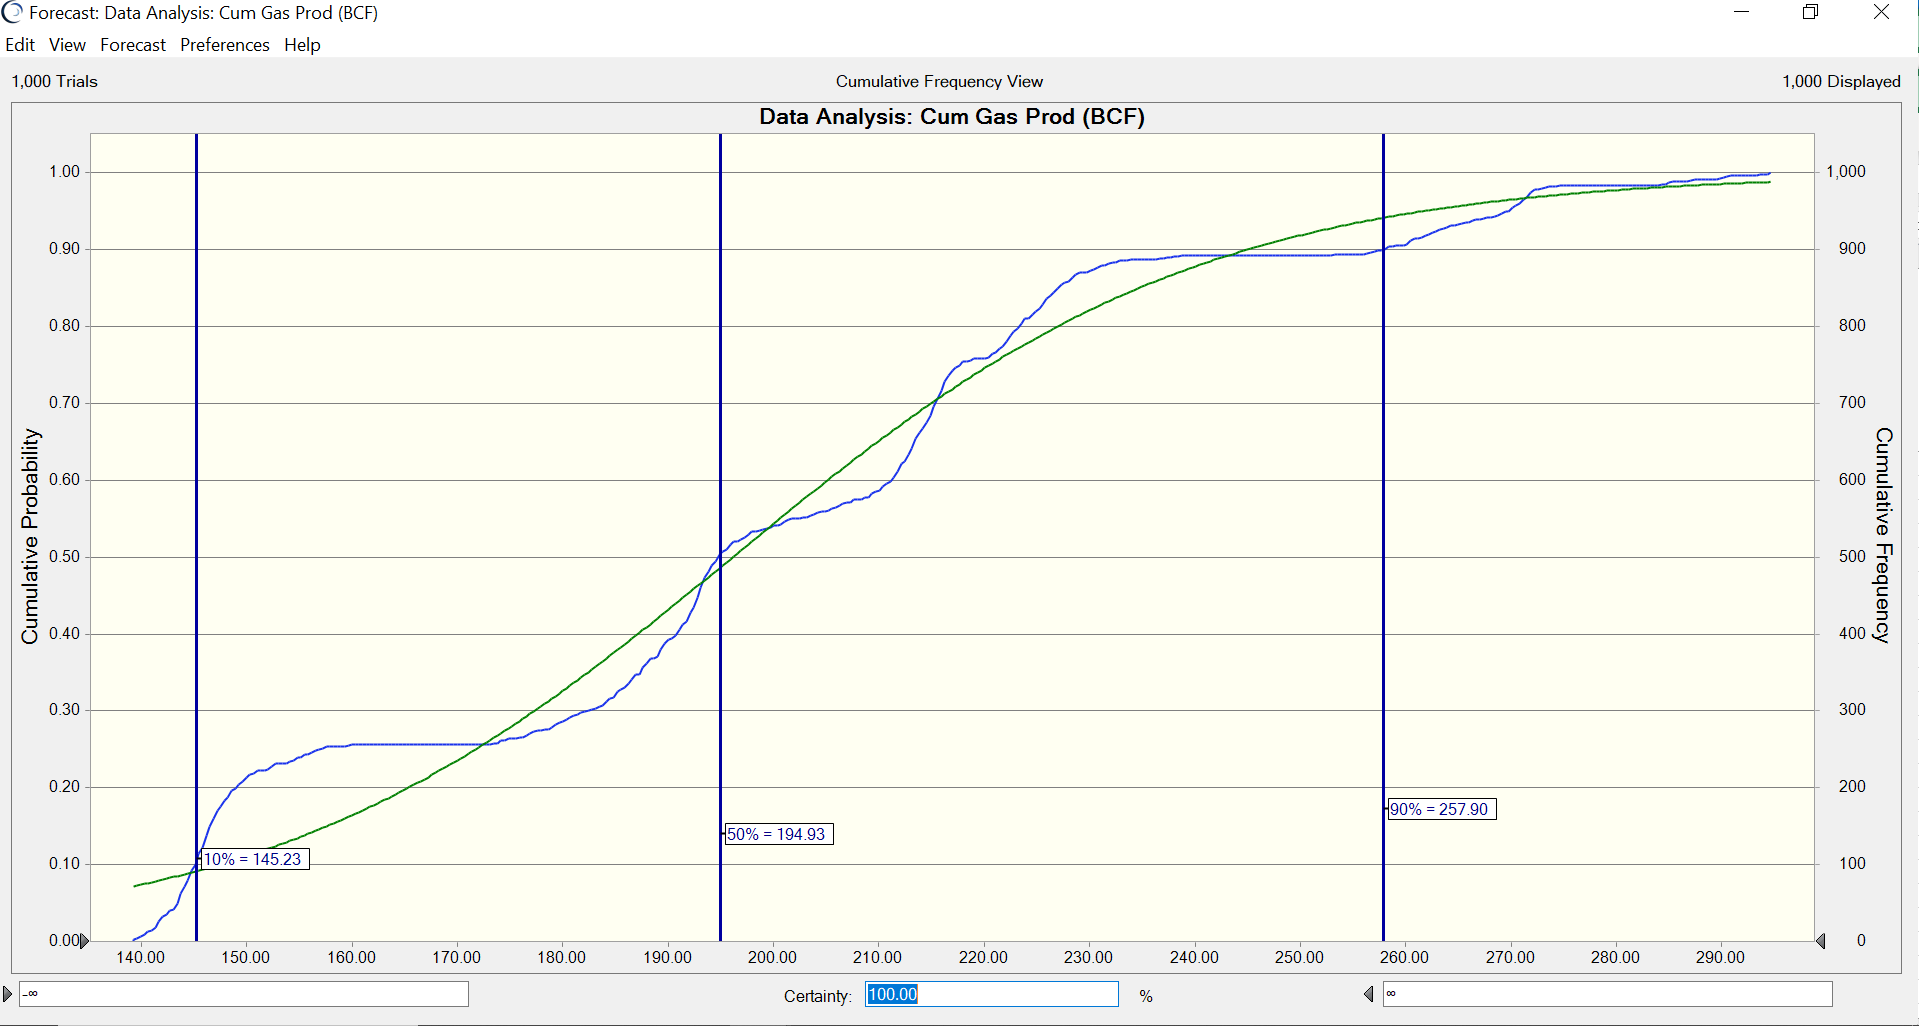 Forecast: Data Analysis: Cum Gas Prod (BCF)
Edit View Forecast Preferences Help
1,000 Trials Cumulative Frequency View 1,000 Displayed
Data Analysis: Cum Gas Prod (BCF)
Cumulative Probability
1.00
0.90
0.80
0.70
0.60
0.50
0.40
0.30
0.20
0.10
0.00
10% = 145.23
50% = 194.93
90% = 257.90
1,000
900
800
700
600
500
400
300
200
100
0
Cumulative Frequency
140.00 150.00 160.00 170.00 180.00 190.00 200.00 210.00 220.00 230.00 240.00 250.00 260.00 270.00 280.00 290.00
-∞ Certainty: 100.00 % ∞